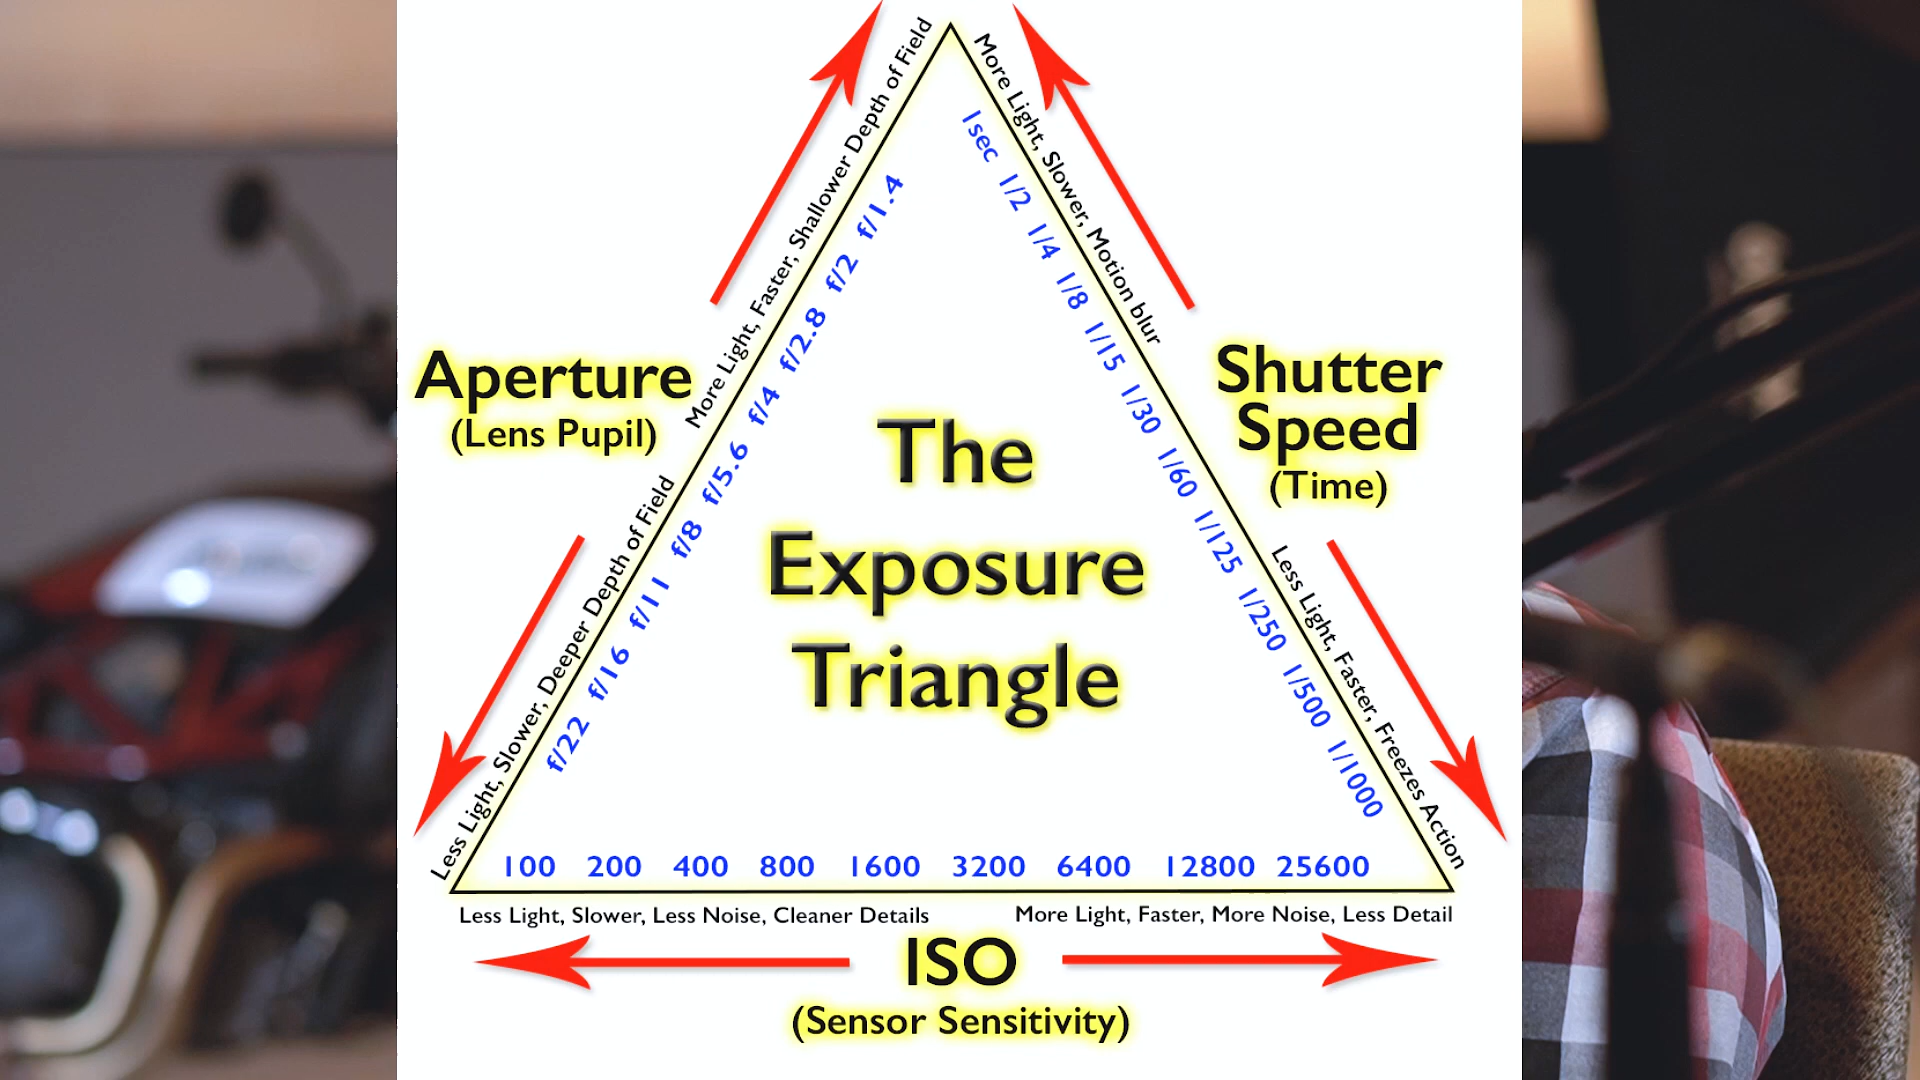 More Light, Faster, Shallower Depth of Field
More Light, Slower, Motion blur
1sec 1/2 1/4 1/8 1/15 1/30 1/60 1/125 1/250 1/500 1/1000
f/22 f/16 f/11 f/8 f/5.6 f/4 f/2.8 f/2 f/1.4
Aperture
(Lens Pupil)
Shutter
Speed
(Time)
The
Exposure
Triangle
Less Light, Slower, Deeper Depth of Field
Less Light, Faster, Freezes Action
100 200 400 800 1600 3200 6400 12800 25600
Less Light, Slower, Less Noise, Cleaner Details
More Light, Faster, More Noise, Less Detail
ISO
(Sensor Sensitivity)